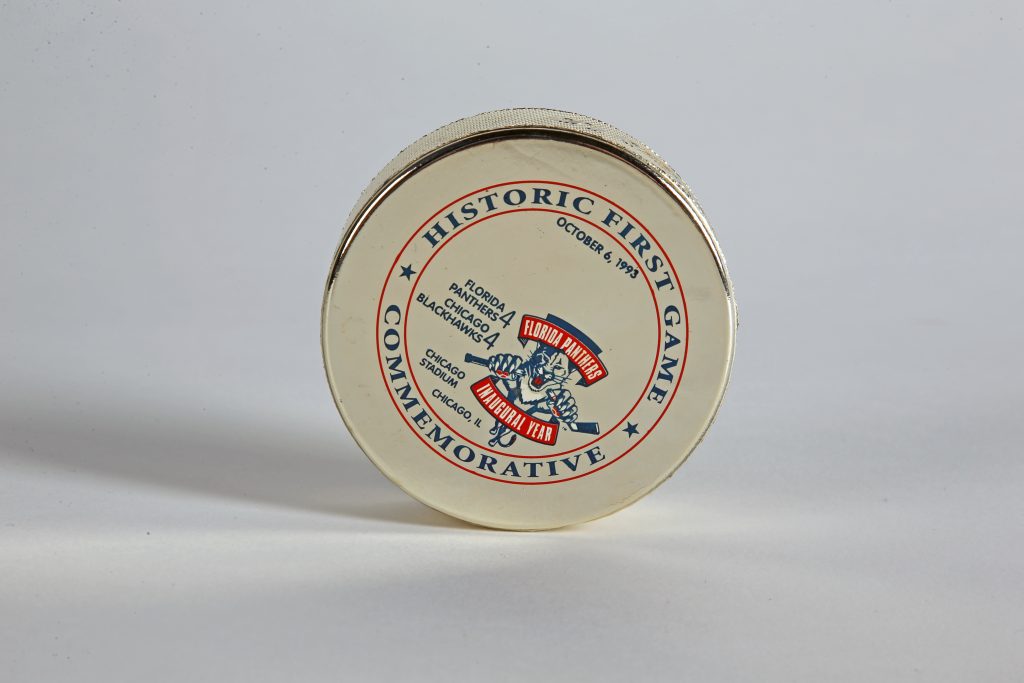 HISTORIC FIRST GAME
OCTOBER 6, 1993
FLORIDA
PANTHERS 4
CHICAGO
BLACKHAWKS 4
CHICAGO
STADIUM
CHICAGO, IL
FLORIDA PANTHERS
INAUGURAL YEAR
COMMEMORATIVE